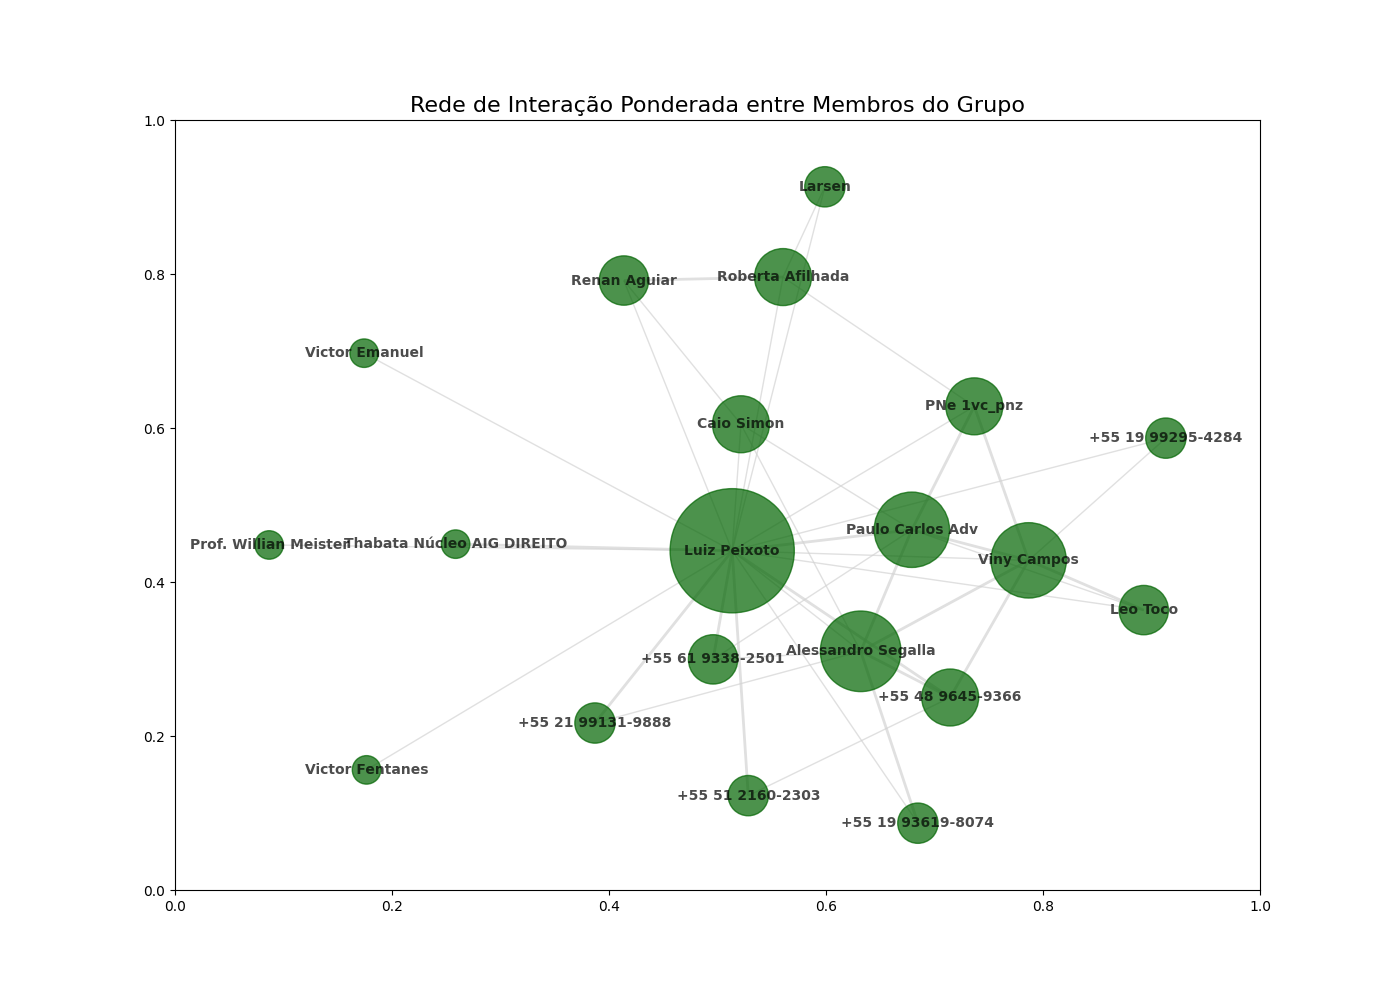 Rede de Interação Ponderada entre Membros do Grupo
1.0
Larsen
0.8
Renan Aguiar
Roberta Afilhada
Victor Emanuel
PNe 1vc_pnz
0.6
Caio Simon
+55 19 99295-4284
Prof. Willian Meister
Thabata Núcleo AIG DIREITO
Luiz Peixoto
Paulo Carlos Adv
Viny Campos
0.4
Leo Toco
+55 61 9338-2501
Alessandro Segalla
+55 48 9645-9366
+55 21 99131-9888
0.2
Victor Fentanes
+55 51 2160-2303
+55 19 93619-8074
0.0
0.0 0.2 0.4 0.6 0.8 1.0